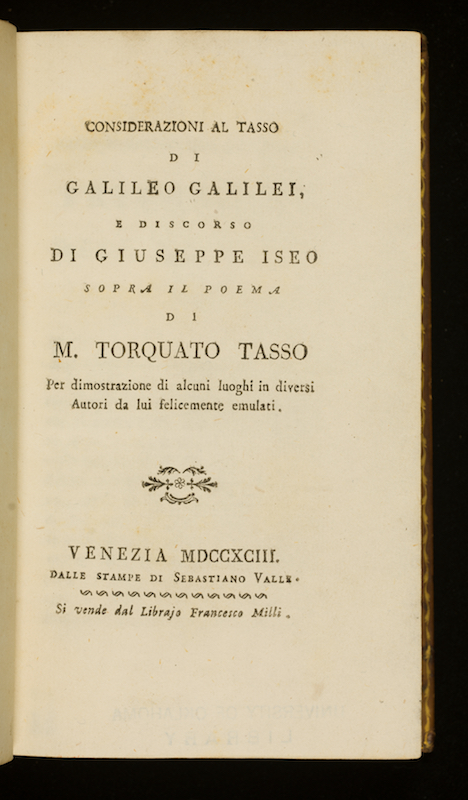 CONSIDERAZIONI AL TASSO
DI
GALILEO GALILEI,
E DISCORSO
DI GIUSEPPE ISEO
SOPRA IL POEMA
DI
M. TORQUATO TASSO
Per dimostrazione di alcuni luoghi in diversi
Autori da lui felicemente emulati.
VENEZIA MDCCXCIII.
DALLE STAMPE DI SEBASTIANO VALLE.
Si vende dal Librajo Francesco Milli.